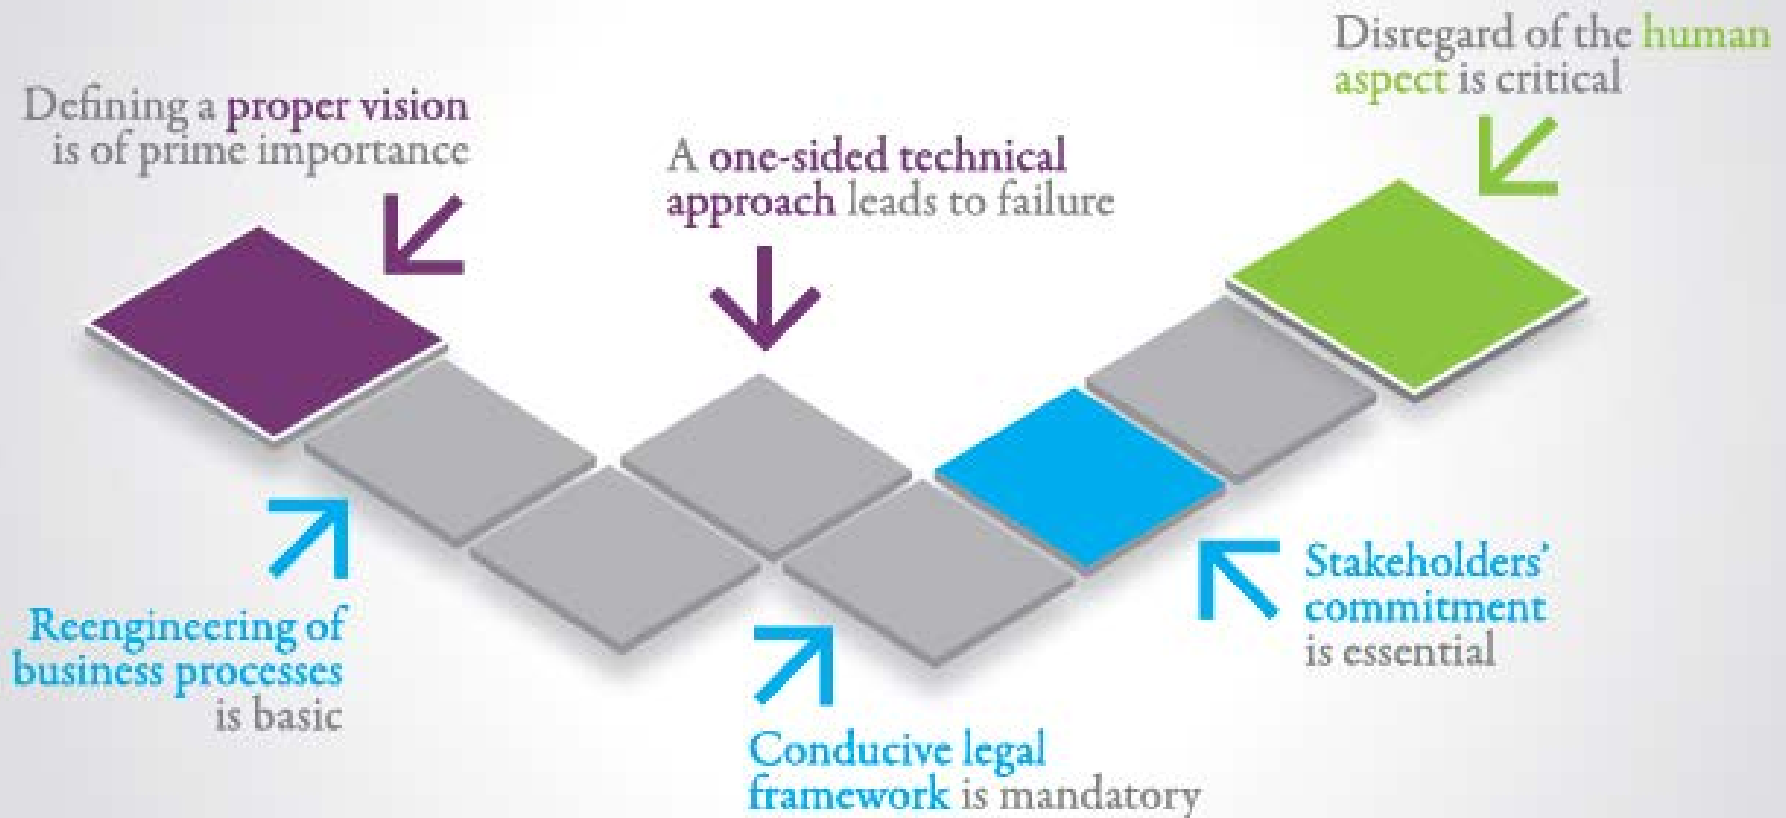 Defining a proper vision
is of prime importance
A one-sided technical
approach leads to failure
Disregard of the human
aspect is critical
Reengineering of
business processes
is basic
Conducive legal
framework is mandatory
Stakeholders'
commitment
is essential